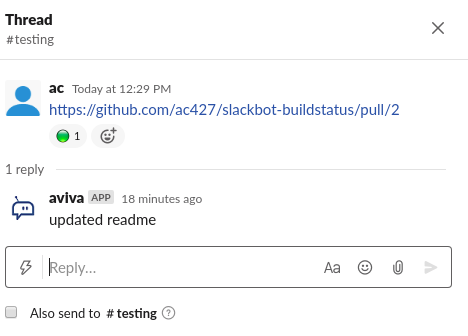 Thread
#testing
ac Today at 12:29 PM
https://github.com/ac427/slackbot-buildstatus/pull/2
1
1 reply
aviva APP 18 minutes ago
updated readme
Reply...
Aa
Also send to # testing ?